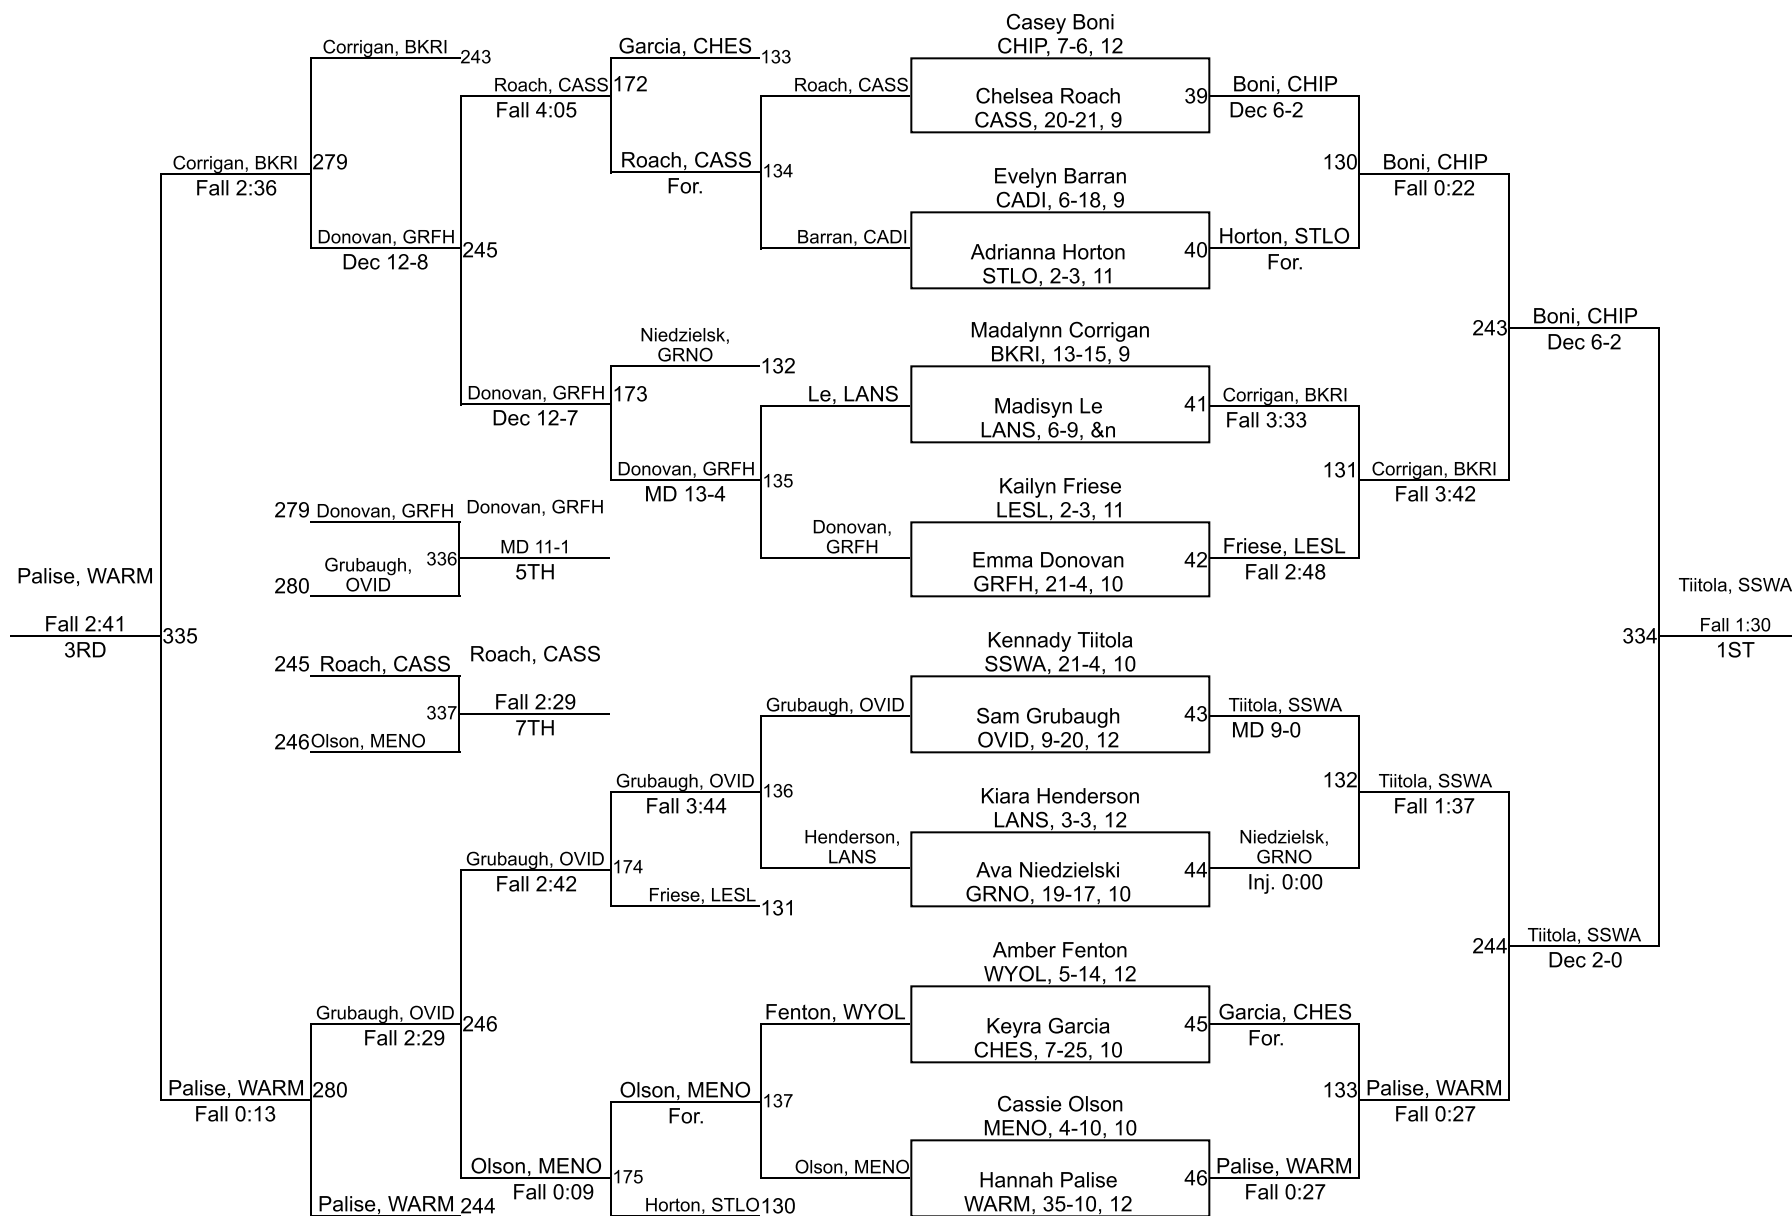 Casey Boni
CHIP, 7-6, 12
Corrigan, BKRI
243
Garcia, CHES
133
Roach, CASS
172
Fall 4:05
Roach, CASS
Chelsea Roach
CASS, 20-21, 9
39
Boni, CHIP
Dec 6-2
Corrigan, BKRI
279
Fall 2:36
Roach, CASS
134
For.
Evelyn Barran
CADI, 6-18, 9
130
Boni, CHIP
Fall 0:22
Donovan, GRFH
245
Dec 12-8
Barran, CADI
Adrianna Horton
STLO, 2-3, 11
40
Horton, STLO
For.
Niedzielsk,
GRNO
132
Madalynn Corrigan
BKRI, 13-15, 9
243
Boni, CHIP
Dec 6-2
Donovan, GRFH
173
Dec 12-7
Le, LANS
Madisyn Le
LANS, 6-9, &n
41
Corrigan, BKRI
Fall 3:33
Donovan, GRFH
135
MD 13-4
Kailyn Friese
LESL, 2-3, 11
131
Corrigan, BKRI
Fall 3:42
279
Donovan, GRFH
Donovan, GRFH
Donovan,
GRFH
Emma Donovan
GRFH, 21-4, 10
42
Friese, LESL
Fall 2:48
336
MD 11-1
5TH
280
Grubaugh,
OVID
Palise, WARM
Fall 2:41
3RD
335
Tiitola, SSWA
334
Fall 1:30
1ST
245
Roach, CASS
Roach, CASS
Kennady Tiitola
SSWA, 21-4, 10
337
Fall 2:29
7TH
246
Olson, MENO
Grubaugh, OVID
Sam Grubaugh
OVID, 9-20, 12
43
Tiitola, SSWA
MD 9-0
Grubaugh, OVID
136
Fall 3:44
Kiara Henderson
LANS, 3-3, 12
132
Tiitola, SSWA
Fall 1:37
Grubaugh, OVID
174
Fall 2:42
Henderson,
LANS
Ava Niedzielski
GRNO, 19-17, 10
44
Niedzielsk,
GRNO
Inj. 0:00
Friese, LESL
131
Amber Fenton
WYOL, 5-14, 12
244
Tiitola, SSWA
Dec 2-0
Grubaugh, OVID
246
Fall 2:29
Fenton, WYOL
Keyra Garcia
CHES, 7-25, 10
45
Garcia, CHES
For.
Palise, WARM
280
Fall 0:13
Olson, MENO
137
For.
Cassie Olson
MENO, 4-10, 10
133
Palise, WARM
Fall 0:27
Olson, MENO
175
Fall 0:09
Olson, MENO
Hannah Palise
WARM, 35-10, 12
46
Palise, WARM
Fall 0:27
Palise, WARM
244
Horton, STLO
130